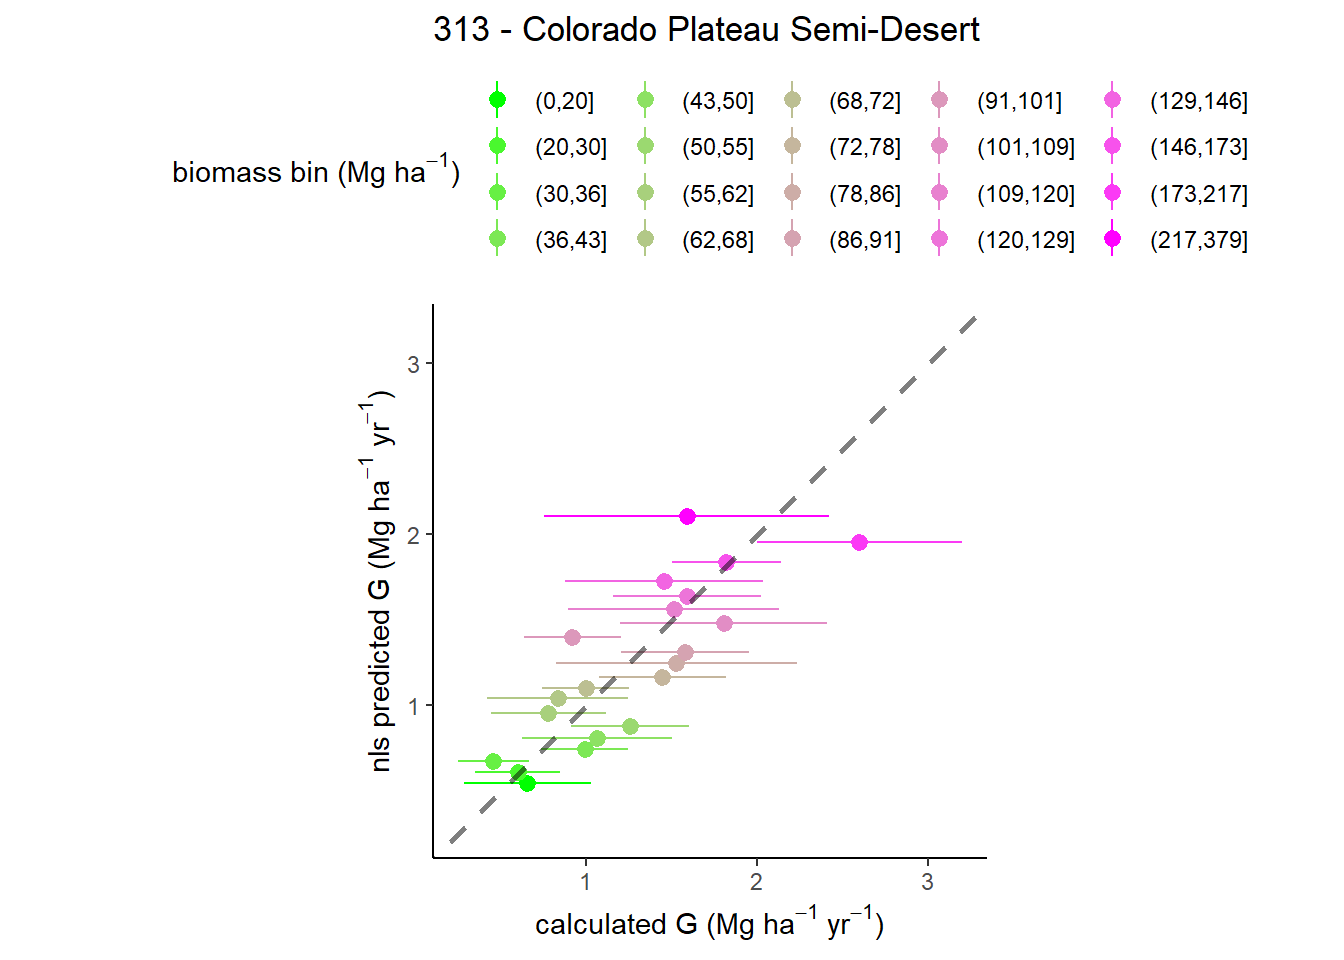 313 - Colorado Plateau Semi-Desert
(0,20] (43,50] (68,72] (91,101] (129,146]
(20,30] (50,55] (72,78] (101,109] (146,173]
biomass bin (Mg ha⁻¹)
(30,36] (55,62] (78,86] (109,120] (173,217]
(36,43] (62,68] (86,91] (120,129] (217,379]
nls predicted G (Mg ha⁻¹ yr⁻¹)
3
2
1
1 2 3
calculated G (Mg ha⁻¹ yr⁻¹)